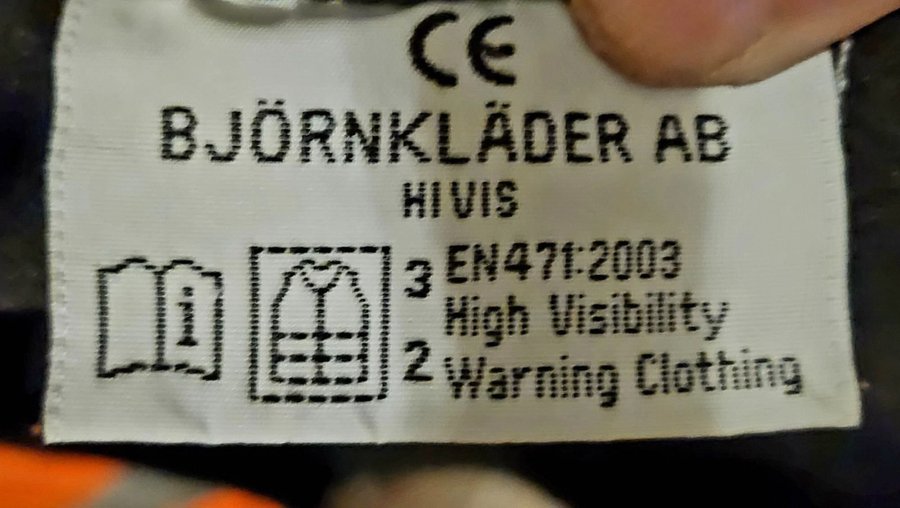 CE
BJÖRNKLÄDER AB
HI VIS
i
3 EN471:2003
High Visibility
2 Warning Clothing